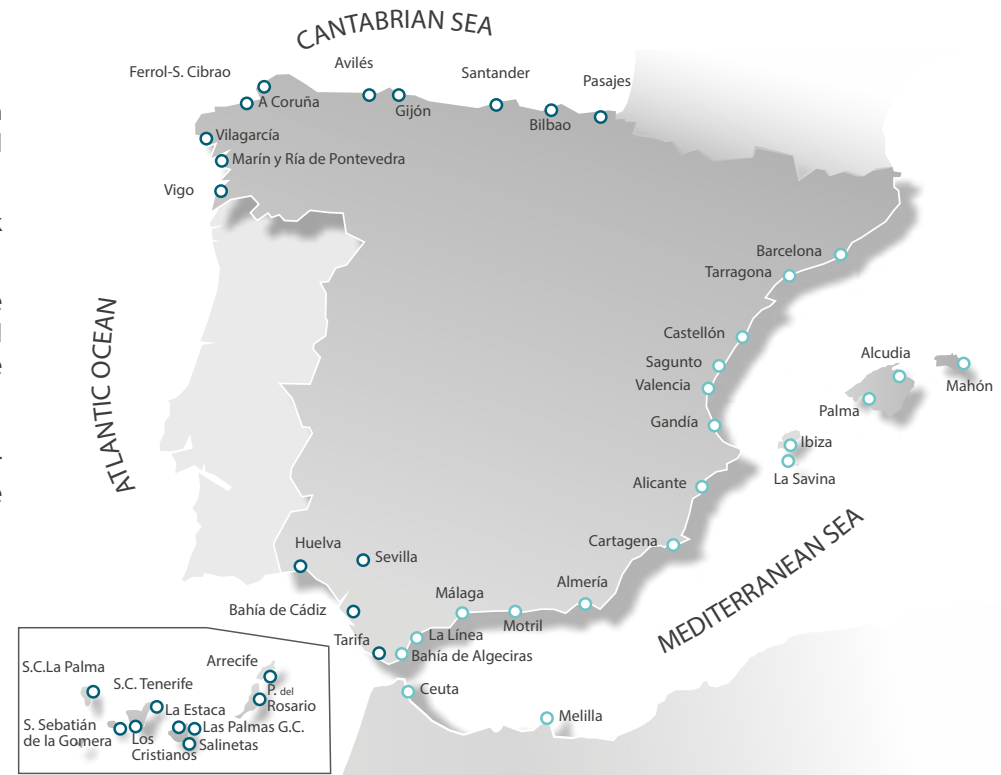 CANTABRIAN SEA
Ferrol-S. Cibrao
Avilés
Santander
Pasajes
A Coruña
Gijón
Bilbao
Vilagarcía
Marín y Ría de Pontevedra
Vigo
Barcelona
Tarragona
ATLANTIC OCEAN
Castellón
Sagunto
Alcudia
Valencia
Mahón
Palma
Gandía
Ibiza
La Savina
Alicante
MEDITERRANEAN SEA
Cartagena
Huelva
Sevilla
Almería
Málaga
Bahía de Cádiz
Motril
Tarifa
La Línea
Bahía de Algeciras
Ceuta
Melilla
S.C.La Palma
Arrecife
S.C. Tenerife
P. del
Rosario
La Estaca
S. Sebatián
de la Gomera
Los
Cristianos
Las Palmas G.C.
Salinetas